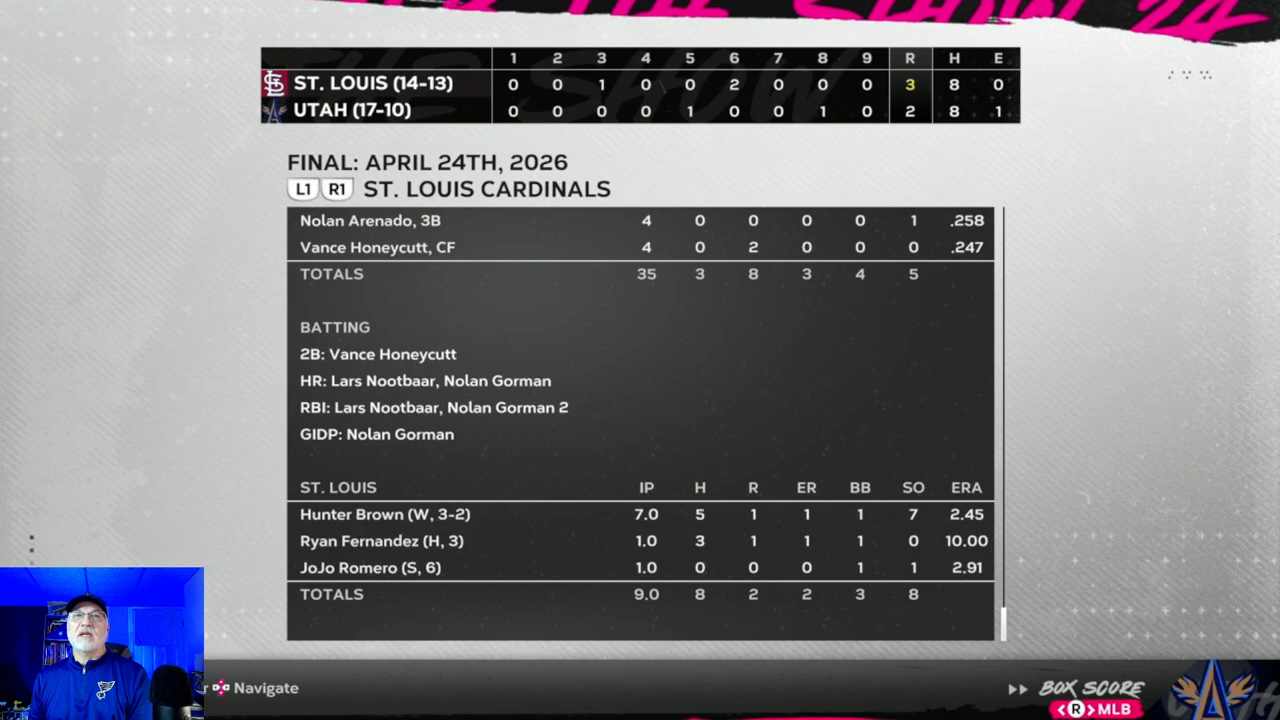 THE SHOW 24
1 2 3 4 5 6 7 8 9 R H E
ST. LOUIS (14-13) 0 0 1 0 0 2 0 0 0 3 8 0
UTAH (17-10) 0 0 0 0 1 0 0 1 0 2 8 1
FINAL: APRIL 24TH, 2026
L1 R1 ST. LOUIS CARDINALS
Nolan Arenado, 3B 4 0 0 0 0 1 .258
Vance Honeycutt, CF 4 0 2 0 0 0 .247
TOTALS 35 3 8 3 4 5
BATTING
2B: Vance Honeycutt
HR: Lars Nootbaar, Nolan Gorman
RBI: Lars Nootbaar, Nolan Gorman 2
GIDP: Nolan Gorman
ST. LOUIS IP H R ER BB SO ERA
Hunter Brown (W, 3-2) 7.0 5 1 1 1 7 2.45
Ryan Fernandez (H, 3) 1.0 3 1 1 1 0 10.00
JoJo Romero (S, 6) 1.0 0 0 0 1 1 2.91
TOTALS 9.0 8 2 2 3 8
Navigate
BOX SCORE
<R>MLB